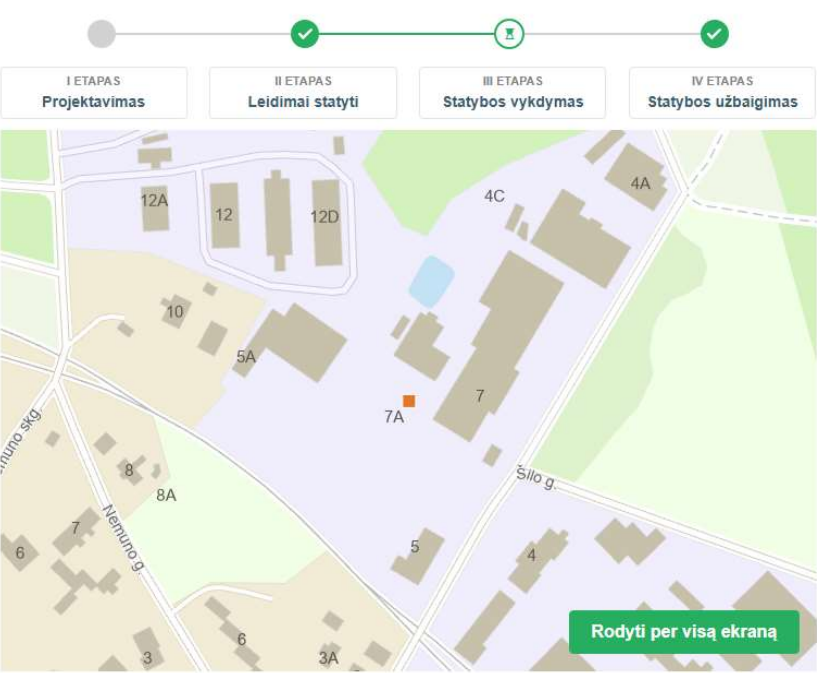 I ETAPAS
Projektavimas
II ETAPAS
Leidimai statyti
III ETAPAS
Statybos vykdymas
IV ETAPAS
Statybos užbaigimas
4A
12A
4C
12
12D
10
5A
7
7A
muno skg.
8
Šilo g.
8A
Nemuno g.
7
6
5
4
Rodyti per visą ekraną
6
3
3A